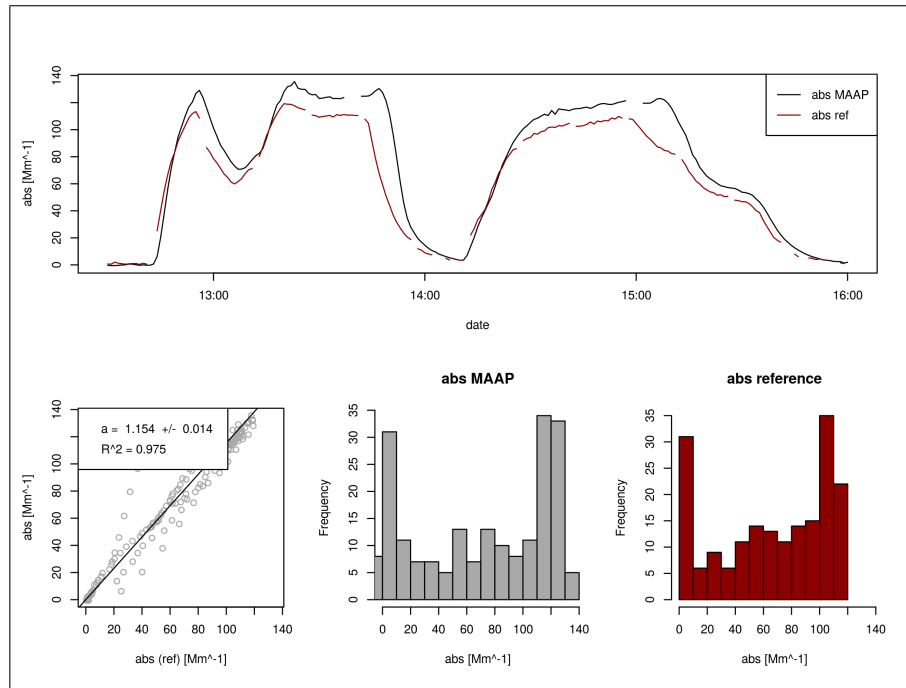 abs [Mm^-1]
0 20 40 60 80 100 120 140
abs MAAP
abs ref
13:00 14:00 15:00 16:00
date
abs [Mm^-1]
0 20 40 60 80 100 120 140
a = 1.154 +/- 0.014
R^2 = 0.975
0 20 40 60 80 100 140
abs (ref) [Mm^-1]
abs MAAP
Frequency
0 5 10 15 20 25 30 35
0 20 40 60 80 100 140
abs [Mm^-1]
abs reference
Frequency
0 5 10 15 20 25 30 35
0 20 40 60 80 100 140
abs [Mm^-1]